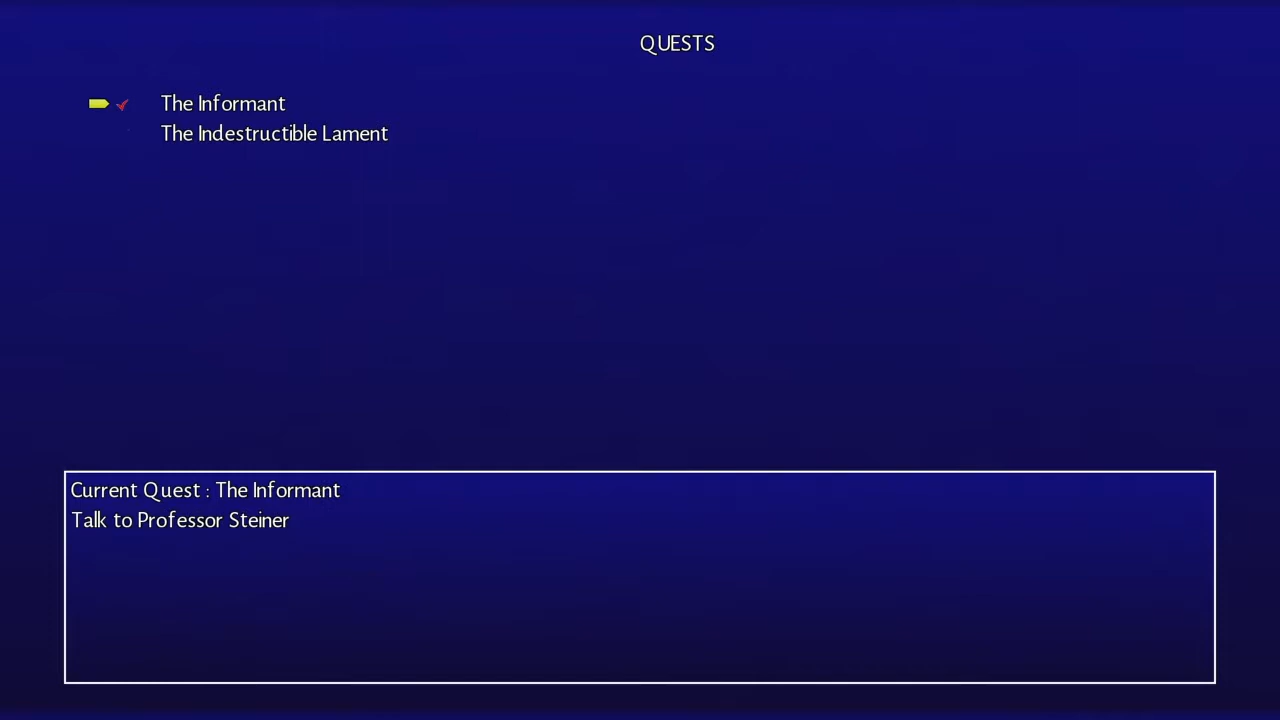 QUESTS
The Informant
The Indestructible Lament
Current Quest : The Informant
Talk to Professor Steiner